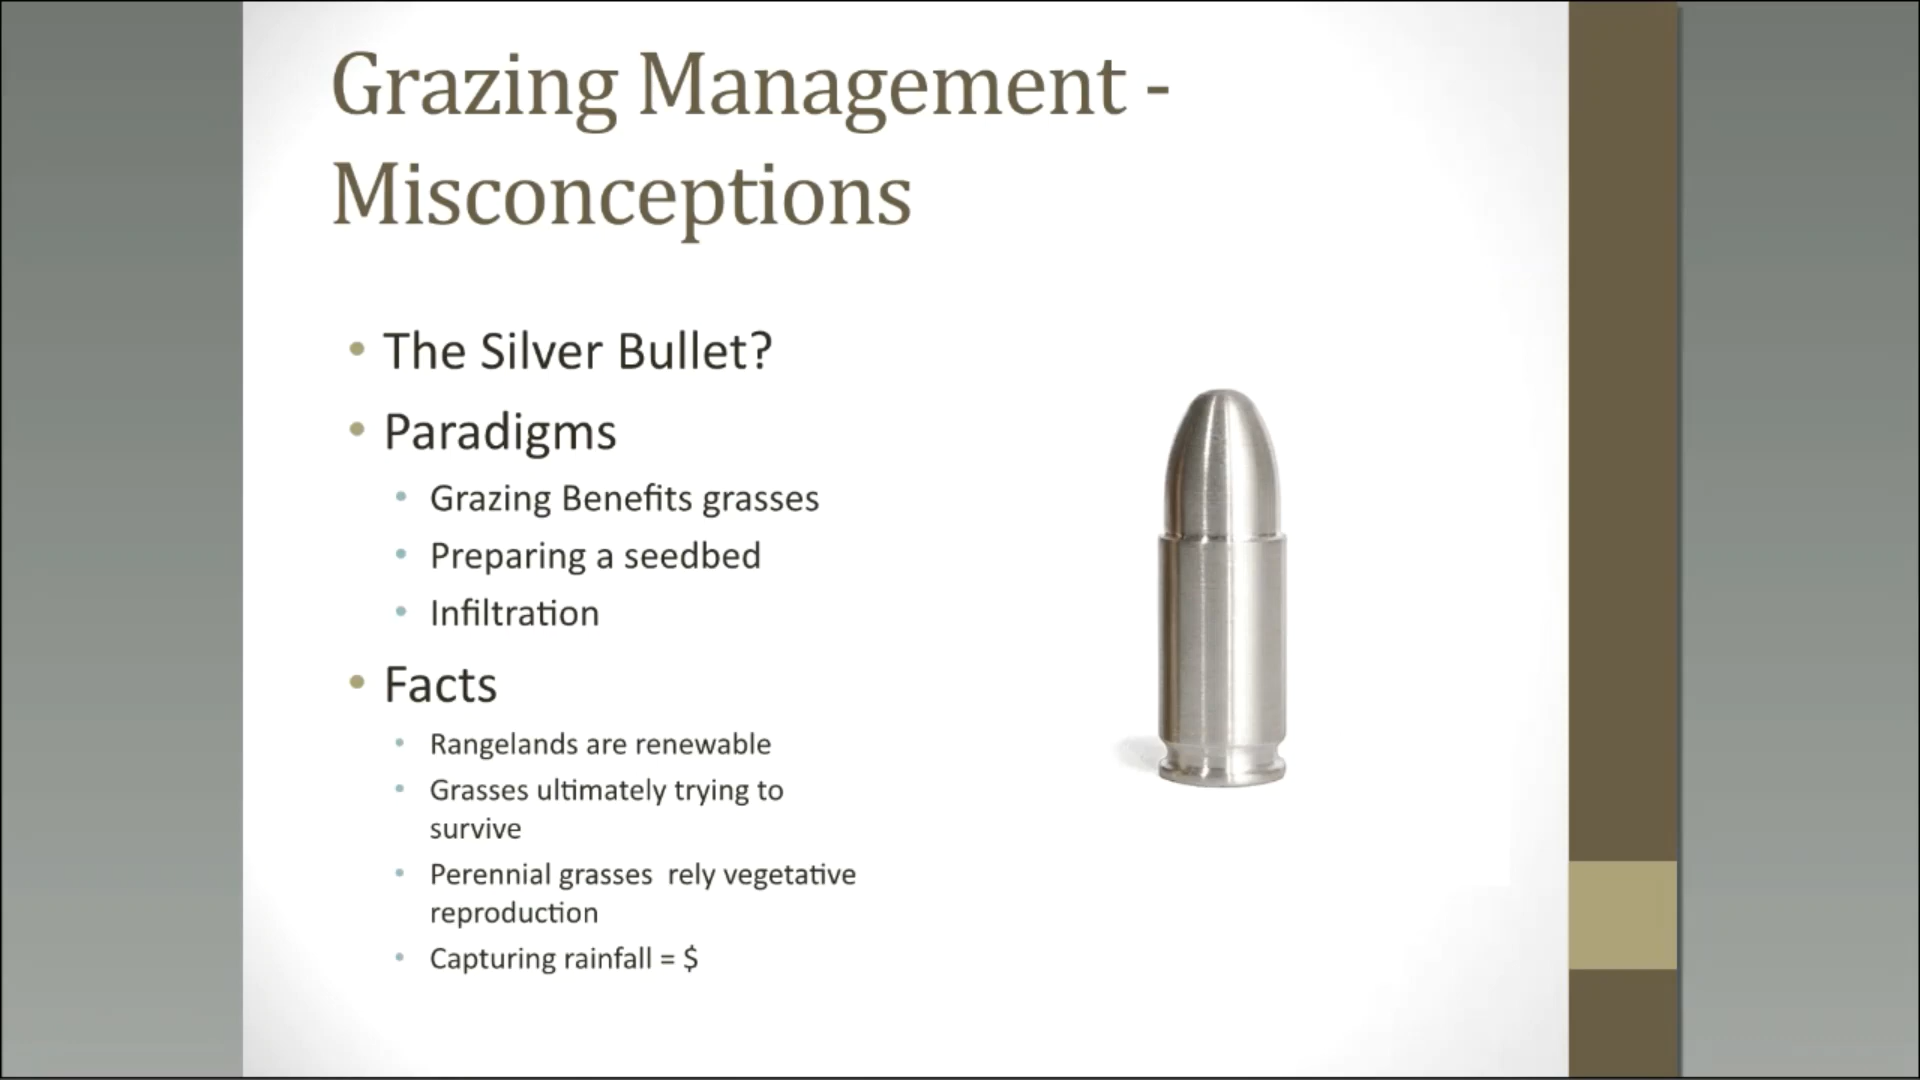 Grazing Management -
Misconceptions
• The Silver Bullet?
• Paradigms
• Grazing Benefits grasses
• Preparing a seedbed
• Infiltration
• Facts
• Rangelands are renewable
• Grasses ultimately trying to
survive
• Perennial grasses  rely vegetative
reproduction
• Capturing rainfall = $